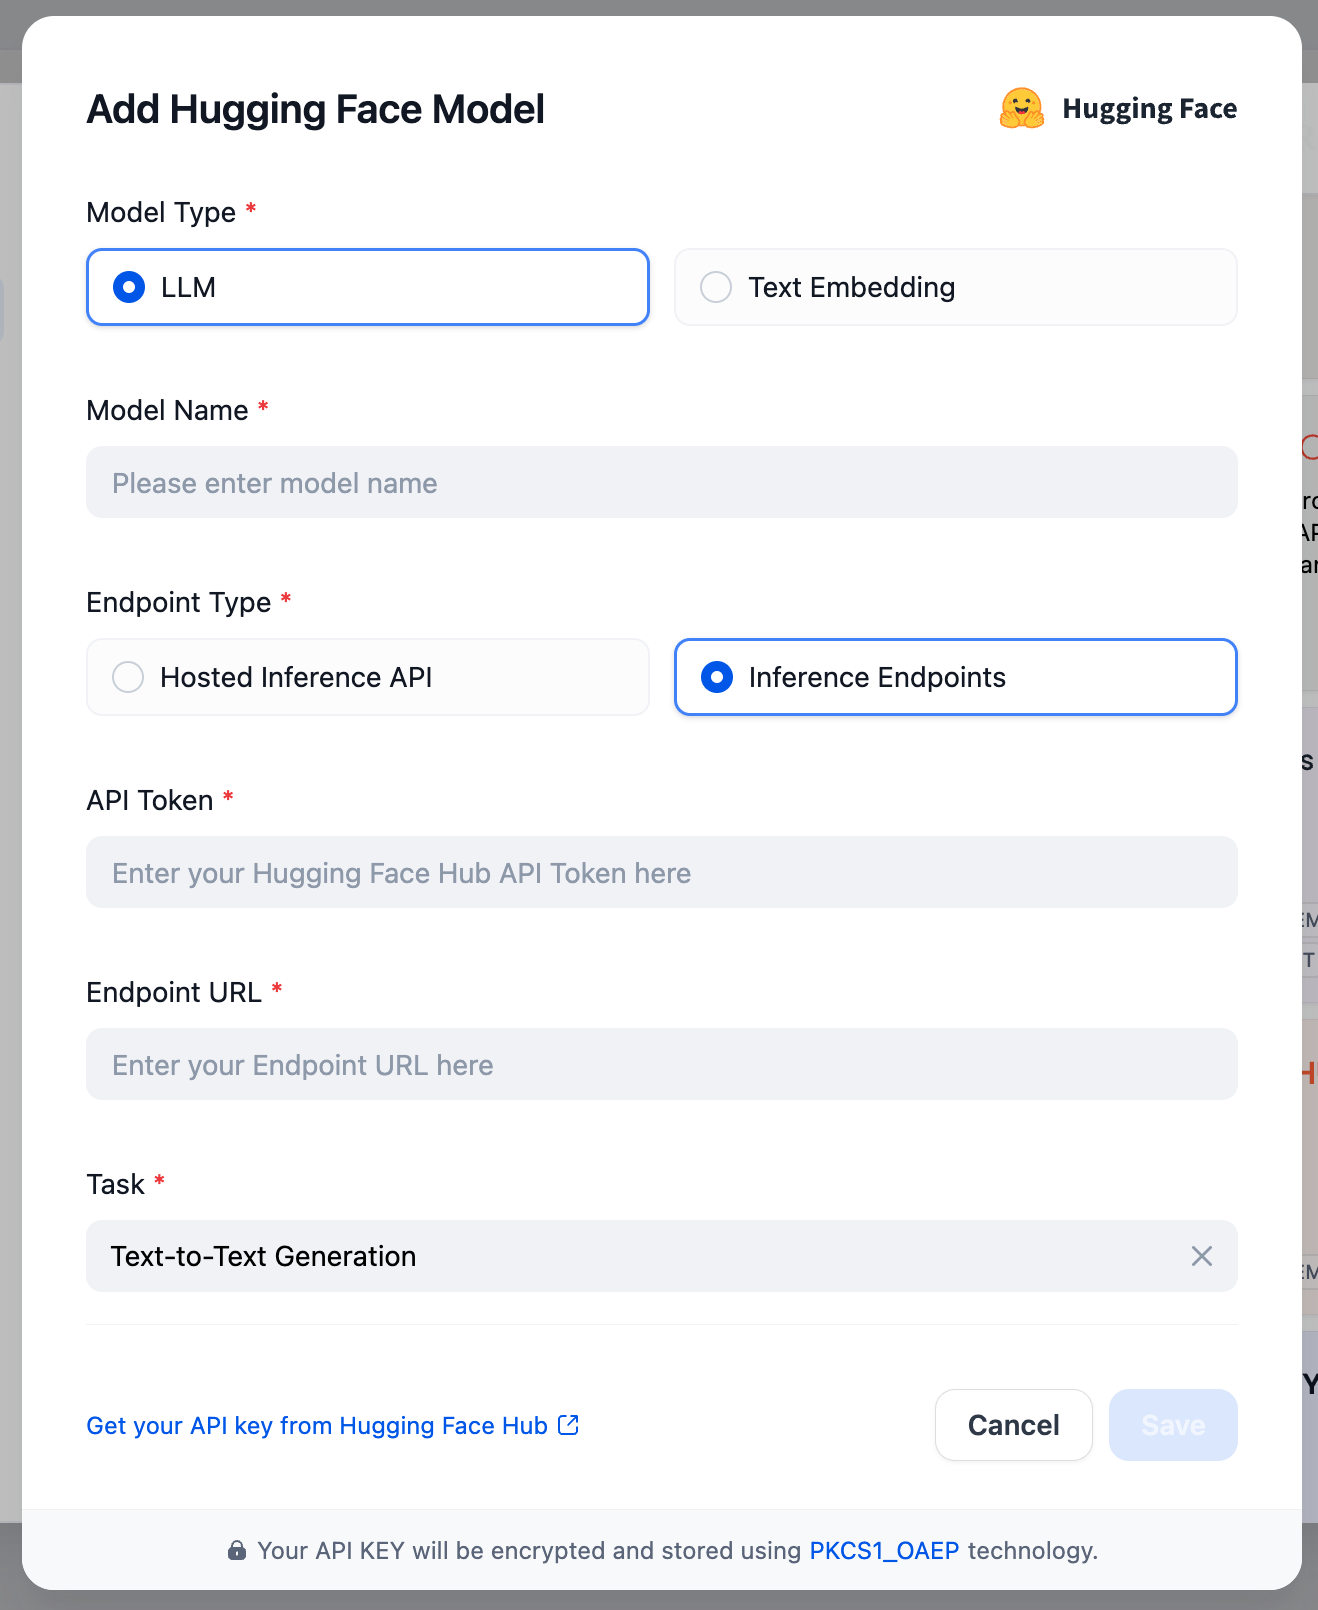 Add Hugging Face Model
Hugging Face
Model Type *
LLM
Text Embedding
Model Name *
Please enter model name
Endpoint Type *
Hosted Inference API
Inference Endpoints
API Token *
Enter your Hugging Face Hub API Token here
Endpoint URL *
Enter your Endpoint URL here
Task *
Text-to-Text Generation
Get your API key from Hugging Face Hub
Cancel
Save
Your API KEY will be encrypted and stored using PKCS1_OAEP technology.